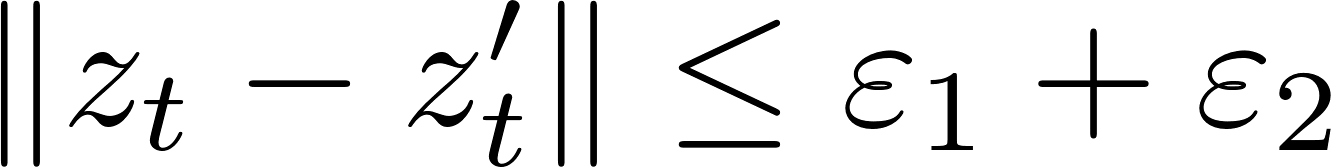 ‖z_t − z′_t‖ ≤ ε_1 + ε_2